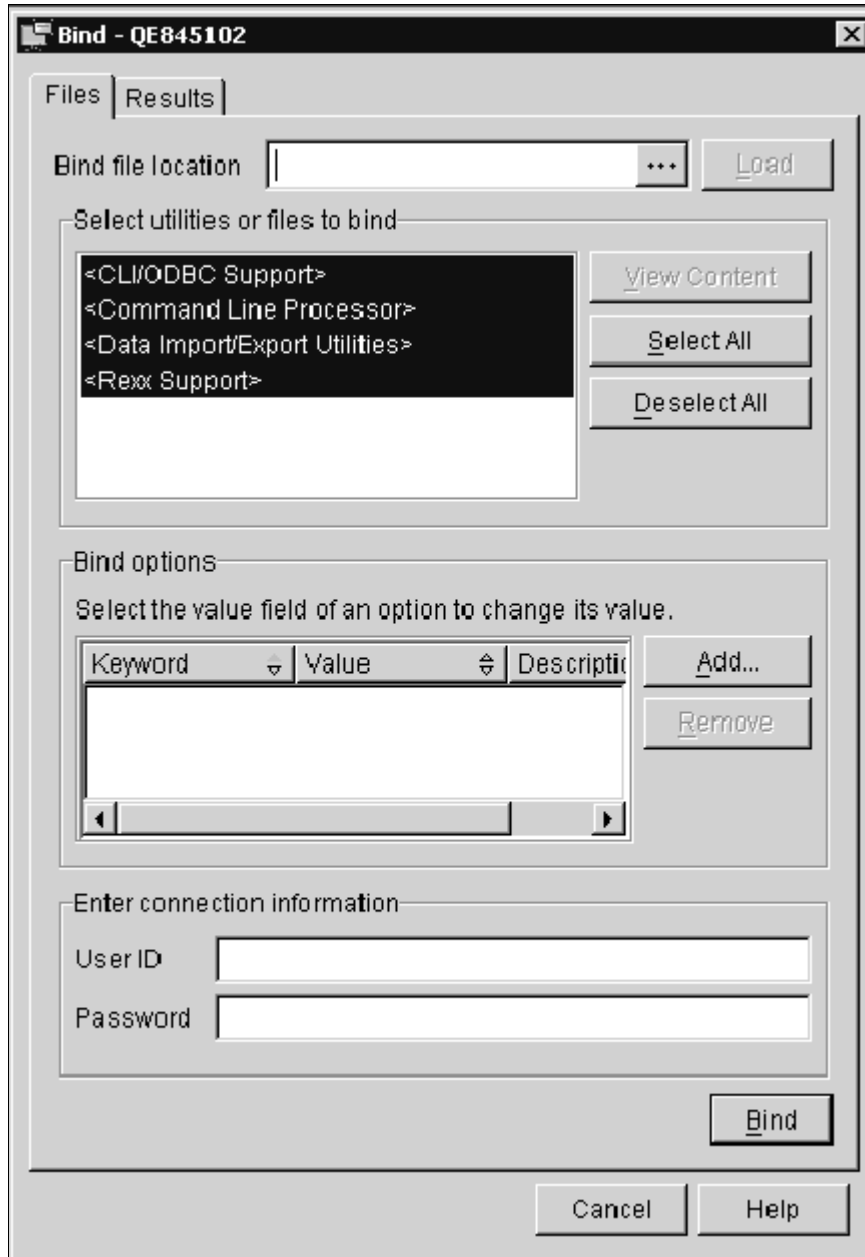 Bind - QE845102
Files
Results
Bind file location
...
Load
Select utilities or files to bind
<CLI/ODBC Support>
<Command Line Processor>
<Data Import/Export Utilities>
<Rexx Support>
View Content
Select All
Deselect All
Bind options
Select the value field of an option to change its value.
Keyword Value Descriptic
Add...
Remove
Enter connection information
User ID
Password
Bind
Cancel
Help